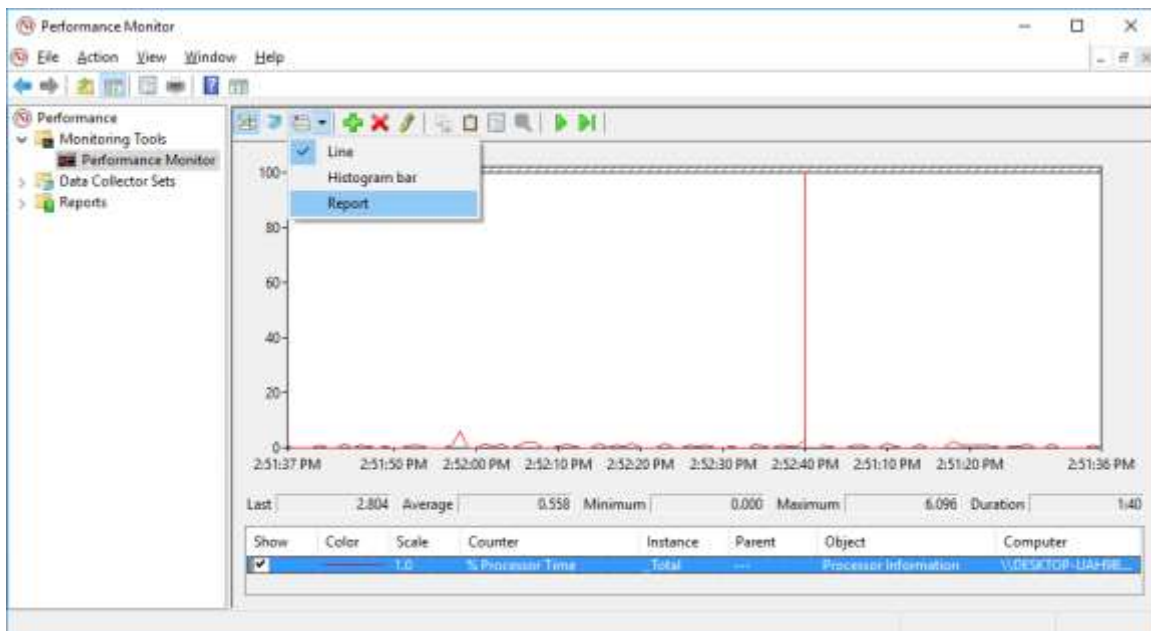 Performance Monitor
File Action View Window Help
Performance
Monitoring Tools
Performance Monitor
Data Collector Sets
Reports
Line
Histogram bar
Report
100
80
60
40
20
0
2:51:37 PM 2:51:50 PM 2:52:00 PM 2:52:10 PM 2:52:20 PM 2:52:30 PM 2:52:40 PM 2:51:10 PM 2:51:20 PM 2:51:36 PM
Last 2.804 Average 0.558 Minimum 0.000 Maximum 6.096 Duration 1:40
Show Color Scale Counter Instance Parent Object Computer
1.0 % Processor Time _Total --- Processor Information \\DESKTOP-UAH9B...